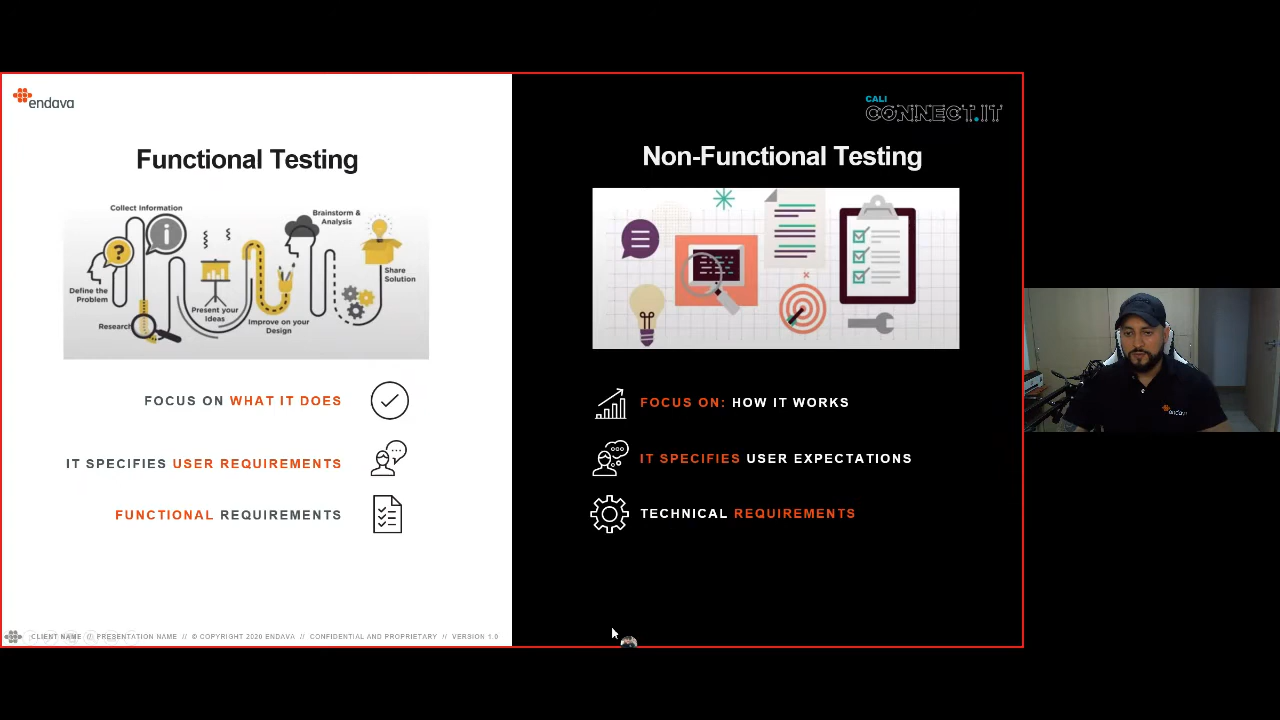 endava
CALI
CONNECT.IT
Functional Testing
Collect Information
Brainstorm &
Analysis
Define the
Problem
Share
Solution
Research
Present your
Ideas
Improve on your
Design
FOCUS ON WHAT IT DOES
IT SPECIFIES USER REQUIREMENTS
FUNCTIONAL REQUIREMENTS
Non-Functional Testing
FOCUS ON: HOW IT WORKS
IT SPECIFIES USER EXPECTATIONS
TECHNICAL REQUIREMENTS
CLIENT NAME // PRESENTATION NAME // © COPYRIGHT 2020 ENDAVA // CONFIDENTIAL AND PROPRIETARY // VERSION 1.0
endava